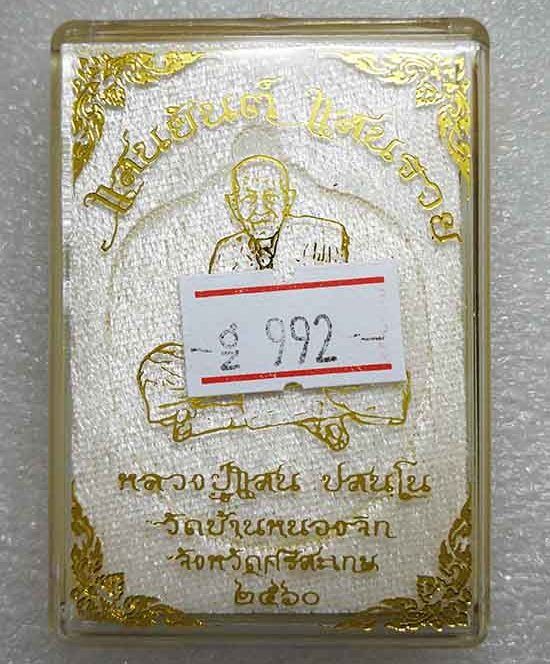 แสนยันต์ แสนรวย
ขนุ 992
หลวงปู่แสน ปสนฺโน
วัดบ้านหนองจิก
จังหวัดศรีสะเกษ
๒๕๖๐